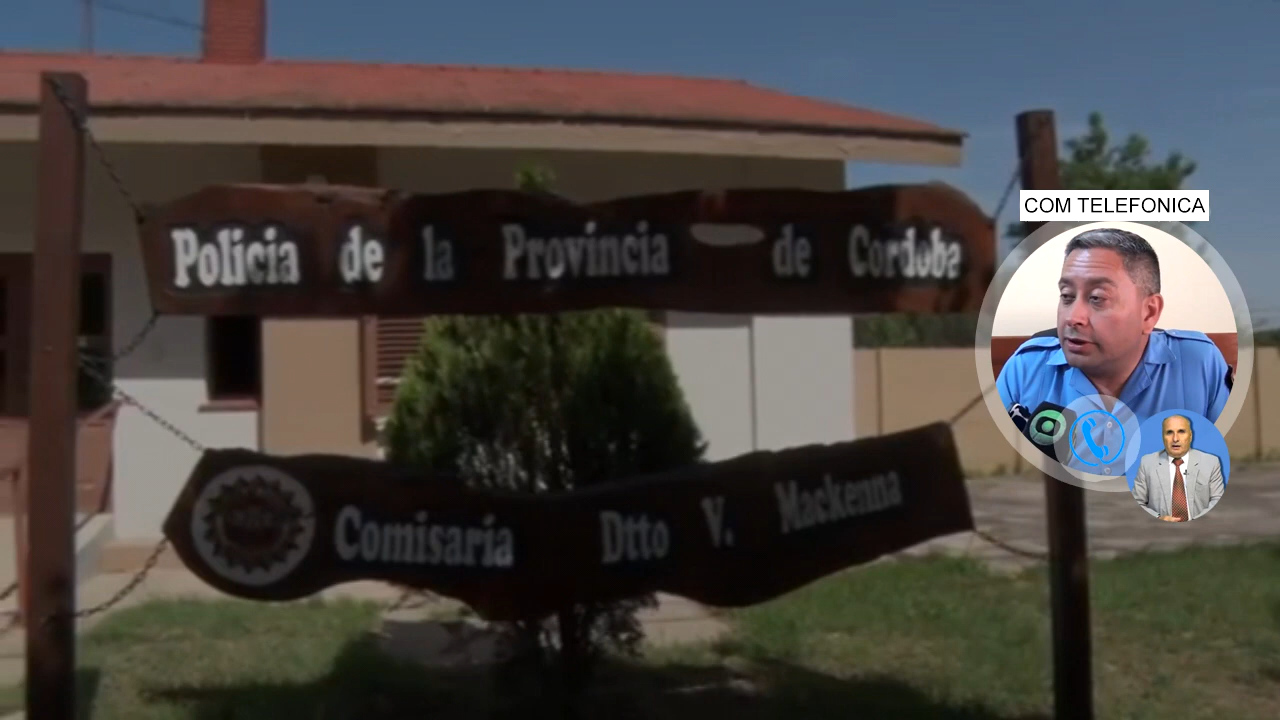 COM TELEFONICA
Policia de la Provincia de Cordoba
Comisaria Dtto V. Mackenna